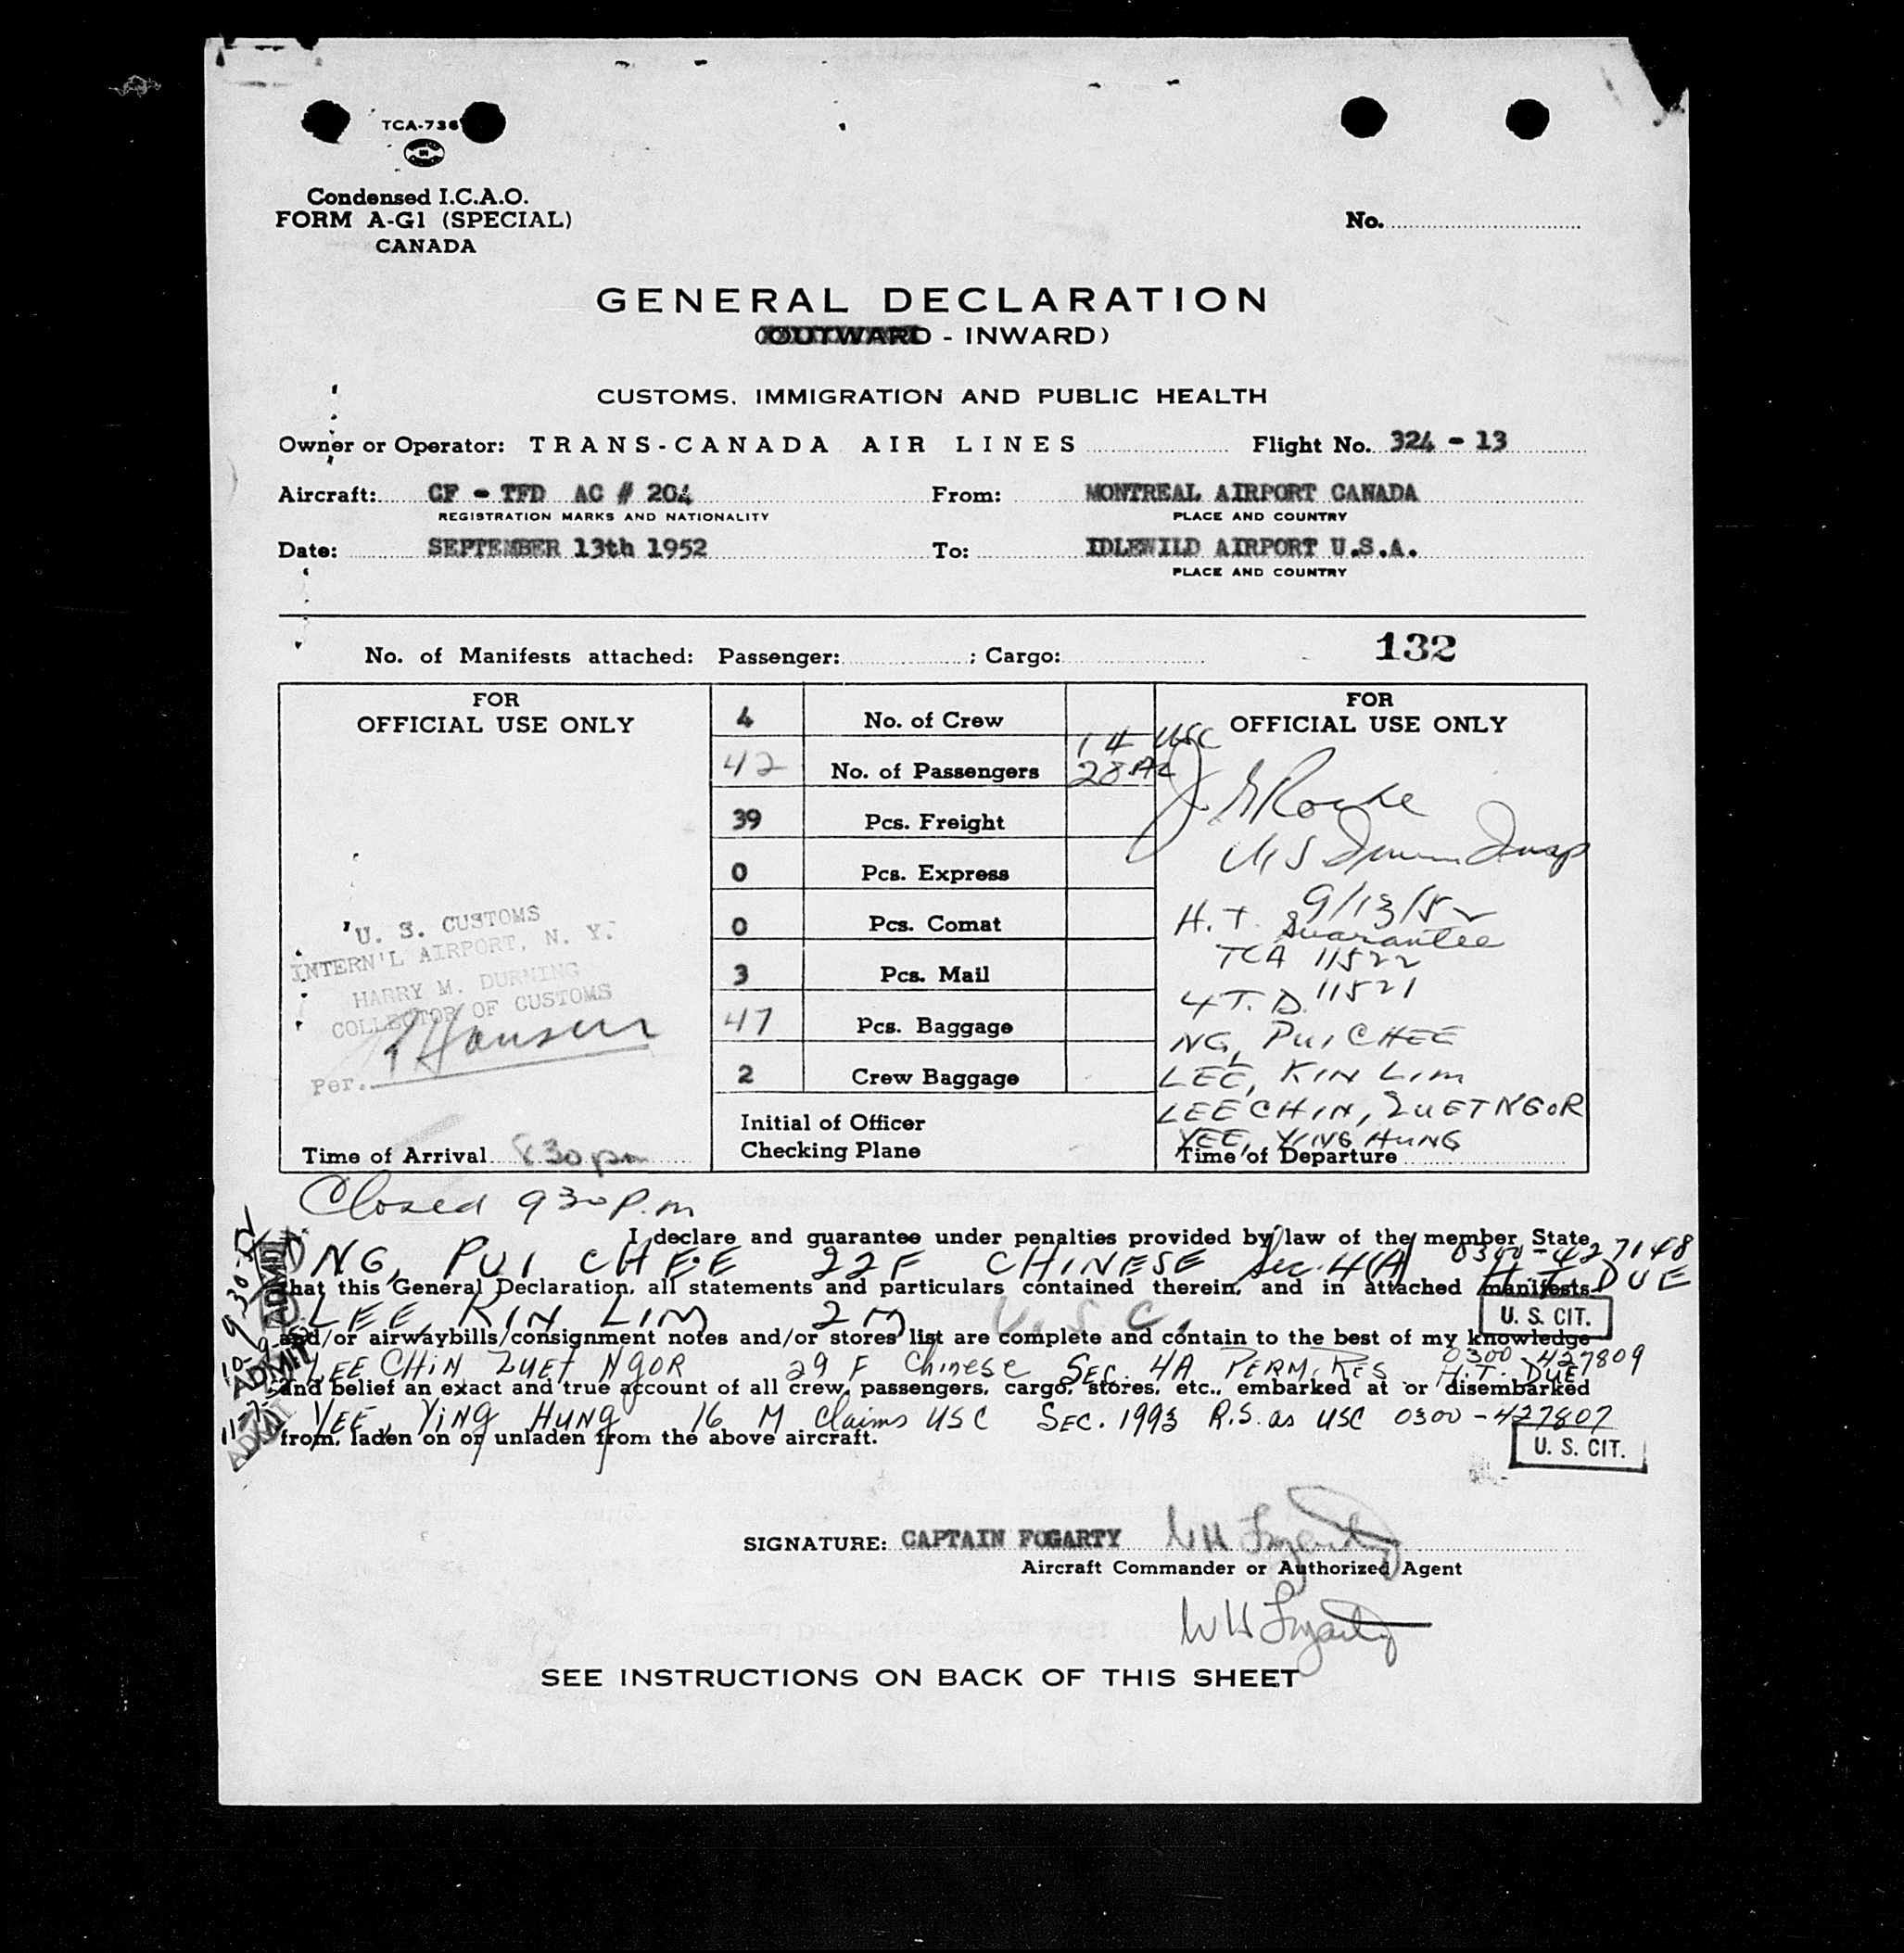 TCA-736
Condensed I.C.A.O.
FORM A-G1 (SPECIAL)
CANADA
No.
GENERAL DECLARATION
(OUTWARD - INWARD)
CUSTOMS, IMMIGRATION AND PUBLIC HEALTH
Owner or Operator: TRANS-CANADA AIR LINES Flight No. 324 - 13
Aircraft: CF - TFD AC # 204 From: MONTREAL AIRPORT CANADA
REGISTRATION MARKS AND NATIONALITY PLACE AND COUNTRY
Date: SEPTEMBER 13th 1952 To: IDLEWILD AIRPORT U.S.A.
PLACE AND COUNTRY
132
No. of Manifests attached: Passenger: ; Cargo:
FOR
OFFICIAL USE ONLY
U. S. CUSTOMS
INTERN'L AIRPORT, N. Y.
HARRY M. DURNING
COLLECTOR OF CUSTOMS
Hansen
Per.
Time of Arrival 830 pm
4 No. of Crew
42 No. of Passengers 14 USC
28 AL
39 Pcs. Freight
0 Pcs. Express
0 Pcs. Comat
3 Pcs. Mail
47 Pcs. Baggage
2 Crew Baggage
Initial of Officer
Checking Plane
FOR
OFFICIAL USE ONLY
U S Immn Insp
9/13/52
H. T. Guarantee
TCA 11522
4 T. D. 11521
NG, PUI CHEE
LEE, KIN LIM
LEE CHIN, ZUET NGOR
YEE, YING HUNG
Time of Departure
Closed 930 P.m
I declare and guarantee under penalties provided by law of the member State
NG, PUI CHEE 22F CHINESE Sec. 4(A) 0300-427148
H.T. DUE
that this General Declaration, all statements and particulars contained therein, and in attached manifests
LEE KIN LIM 2 M U.S.C. U. S. CIT.
and/or airwaybills/consignment notes and/or stores list are complete and contain to the best of my knowledge
LEE CHIN ZUET NGOR 29 F Chinese SEC. 4A PERM. RES 0300-427809
H.T. DUE
and belief an exact and true account of all crew, passengers, cargo, stores, etc., embarked at or disembarked
YEE, YING HUNG 16 M Claims USC SEC. 1993 R.S. as USC 0300-427807
from, laden on or unladen from the above aircraft.
U. S. CIT.
SIGNATURE: CAPTAIN FOGARTY WH Fogarty
Aircraft Commander or Authorized Agent
WH Fogarty
SEE INSTRUCTIONS ON BACK OF THIS SHEET